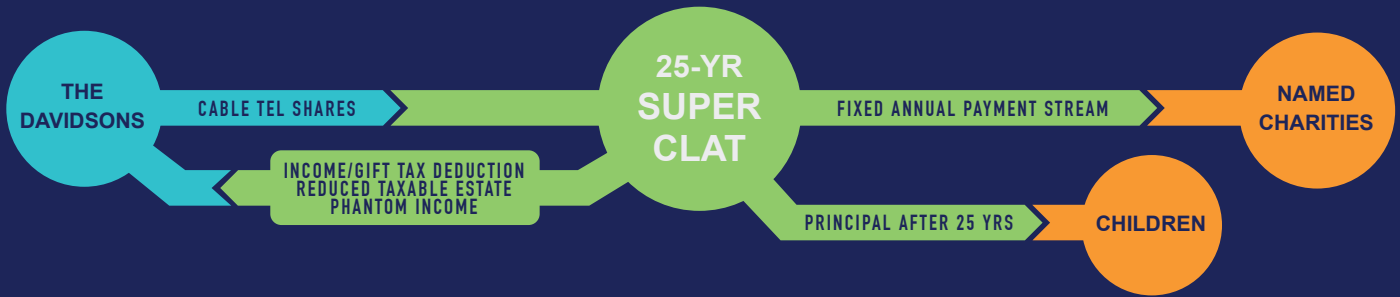 THE
DAVIDSONS
CABLE TEL SHARES
INCOME/GIFT TAX DEDUCTION
REDUCED TAXABLE ESTATE
PHANTOM INCOME
25-YR
SUPER
CLAT
FIXED ANNUAL PAYMENT STREAM
NAMED
CHARITIES
PRINCIPAL AFTER 25 YRS
CHILDREN